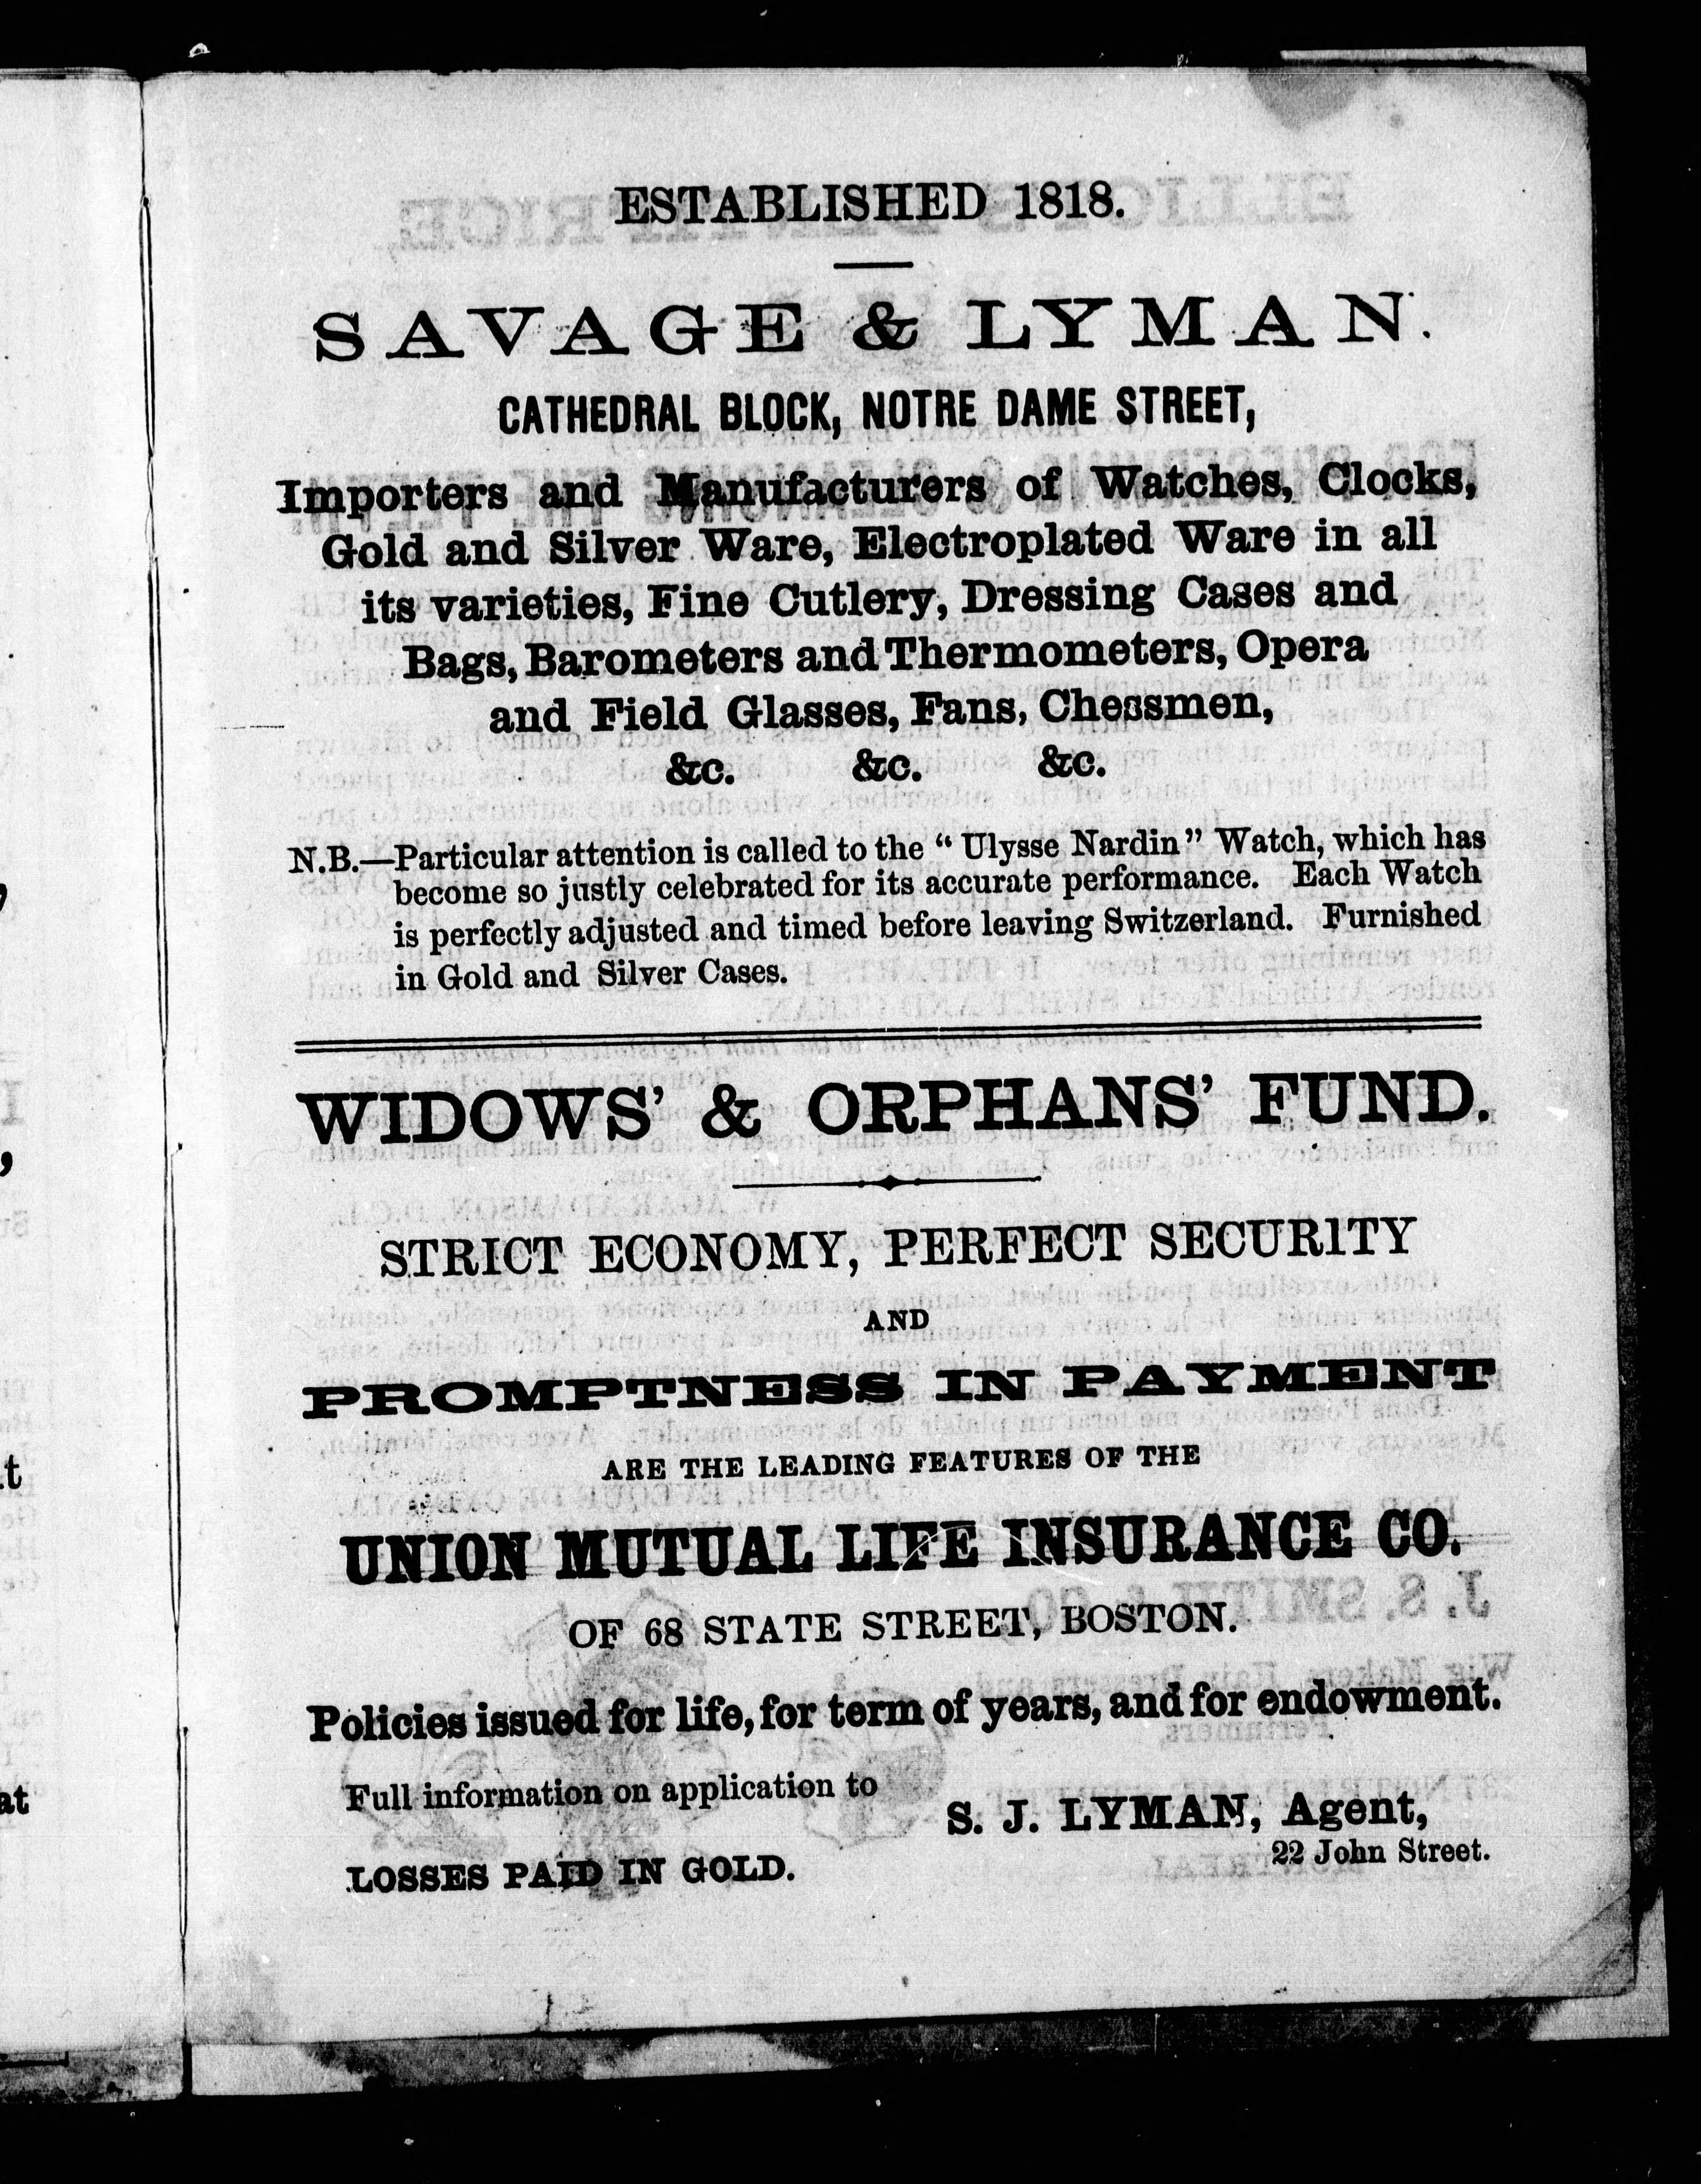 ESTABLISHED 1818.
SAVAGE & LYMAN.
CATHEDRAL BLOCK, NOTRE DAME STREET,
Importers and Manufacturers of Watches, Clocks,
Gold and Silver Ware, Electroplated Ware in all
its varieties, Fine Cutlery, Dressing Cases and
Bags, Barometers and Thermometers, Opera
and Field Glasses, Fans, Chessmen,
&c. &c. &c.
N.B.—Particular attention is called to the “Ulysse Nardin” Watch, which has
become so justly celebrated for its accurate performance. Each Watch
is perfectly adjusted and timed before leaving Switzerland. Furnished
in Gold and Silver Cases.
WIDOWS’ & ORPHANS’ FUND.
STRICT ECONOMY, PERFECT SECURITY
AND
PROMPTNESS IN PAYMENT
ARE THE LEADING FEATURES OF THE
UNION MUTUAL LIFE INSURANCE CO.
OF 68 STATE STREET, BOSTON.
Policies issued for life, for term of years, and for endowment.
Full information on application to
S. J. LYMAN, Agent,
22 John Street.
LOSSES PAID IN GOLD.